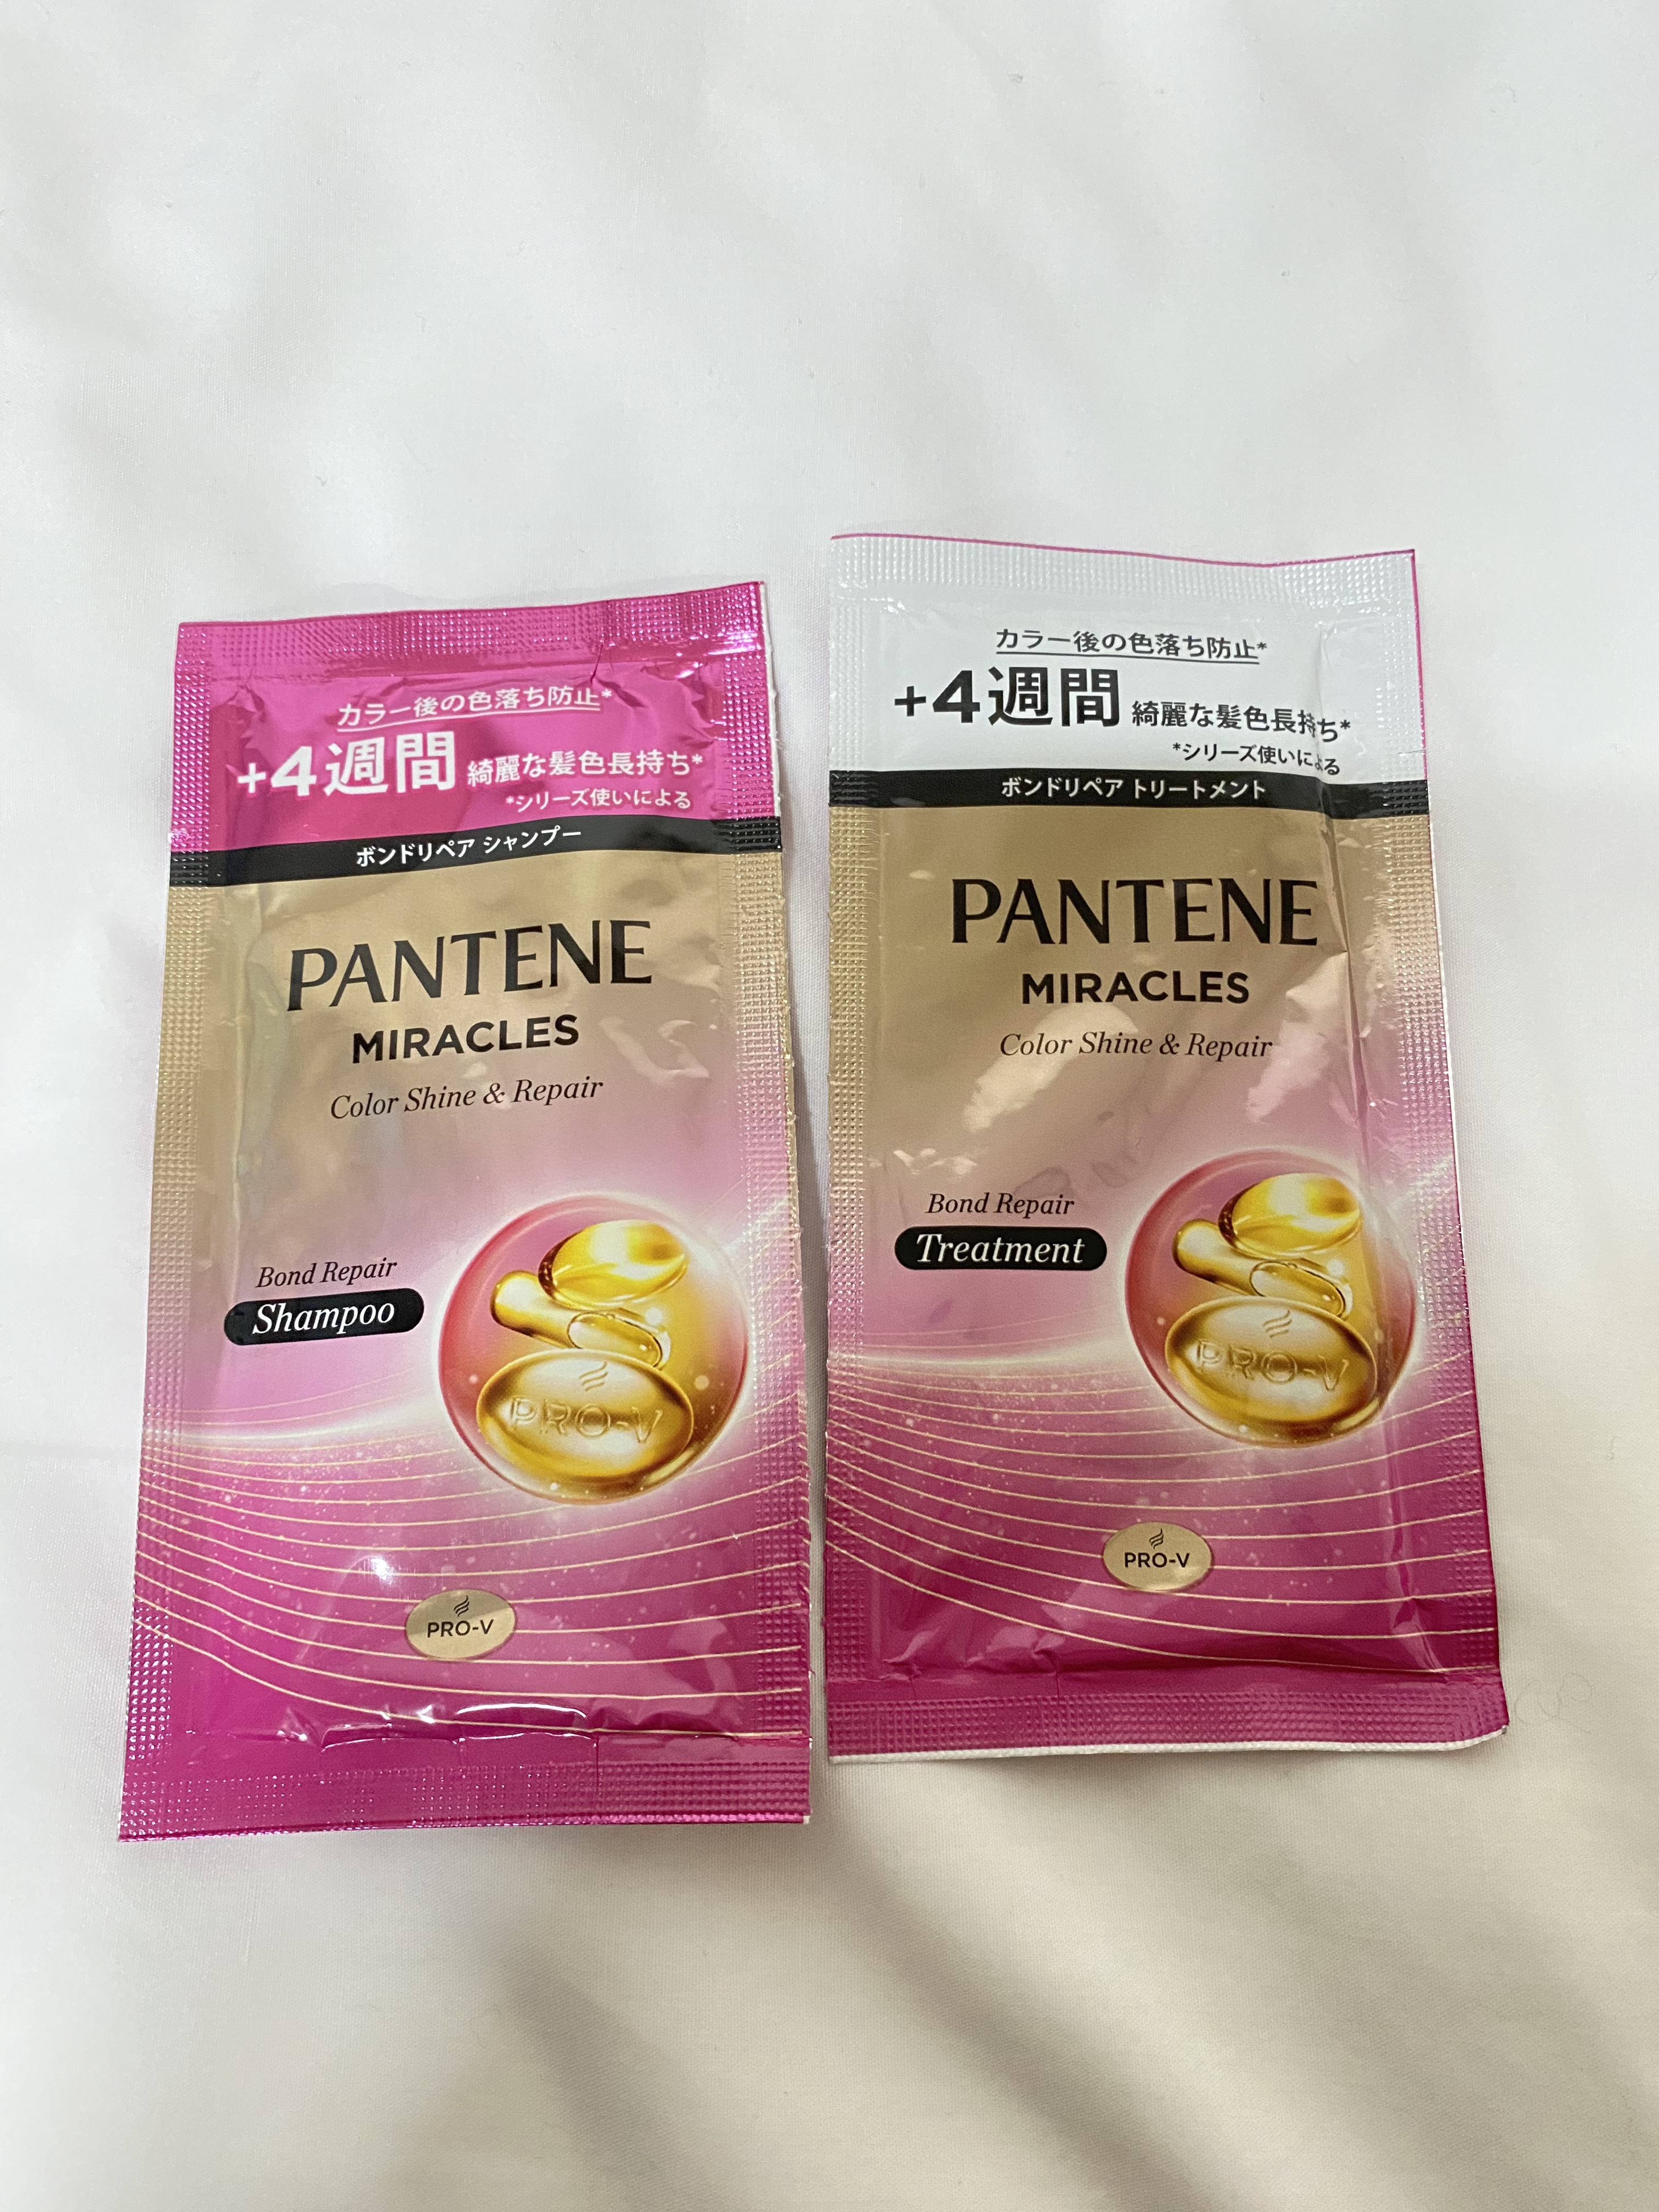 カラー後の色落ち防止*
+4週間 綺麗な髪色長持ち*
*シリーズ使いによる
ボンドリペア シャンプー
PANTENE
MIRACLES
Color Shine & Repair
Bond Repair
Shampoo
PRO-V
PRO-V
カラー後の色落ち防止*
+4週間 綺麗な髪色長持ち*
*シリーズ使いによる
ボンドリペア トリートメント
PANTENE
MIRACLES
Color Shine & Repair
Bond Repair
Treatment
PRO-V
PRO-V